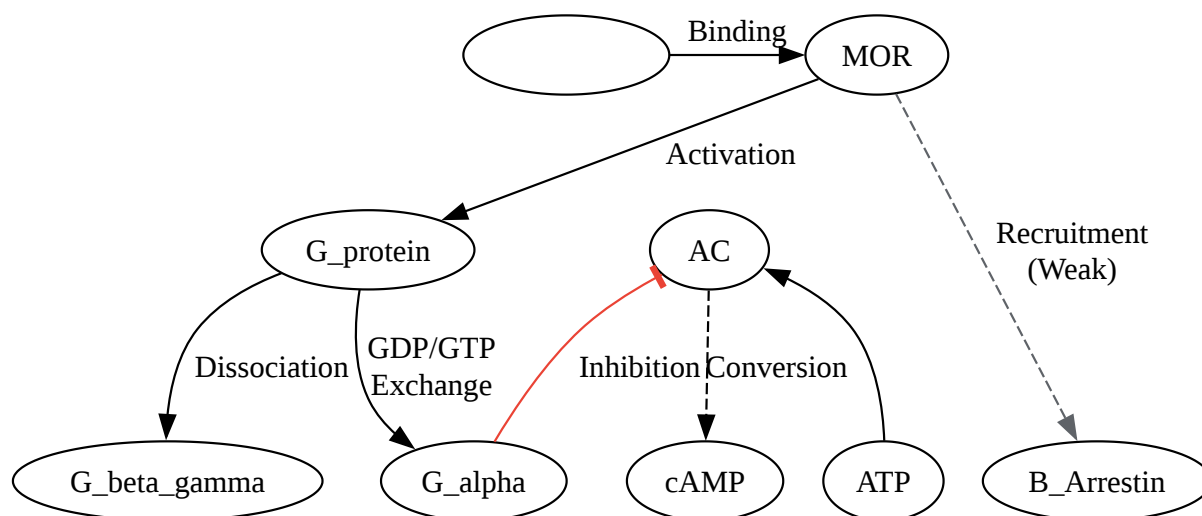 Binding
MOR
Activation
G_protein
AC
Recruitment
(Weak)
Dissociation
GDP/GTP
Exchange
Inhibition
Conversion
G_beta_gamma
G_alpha
cAMP
ATP
B_Arrestin